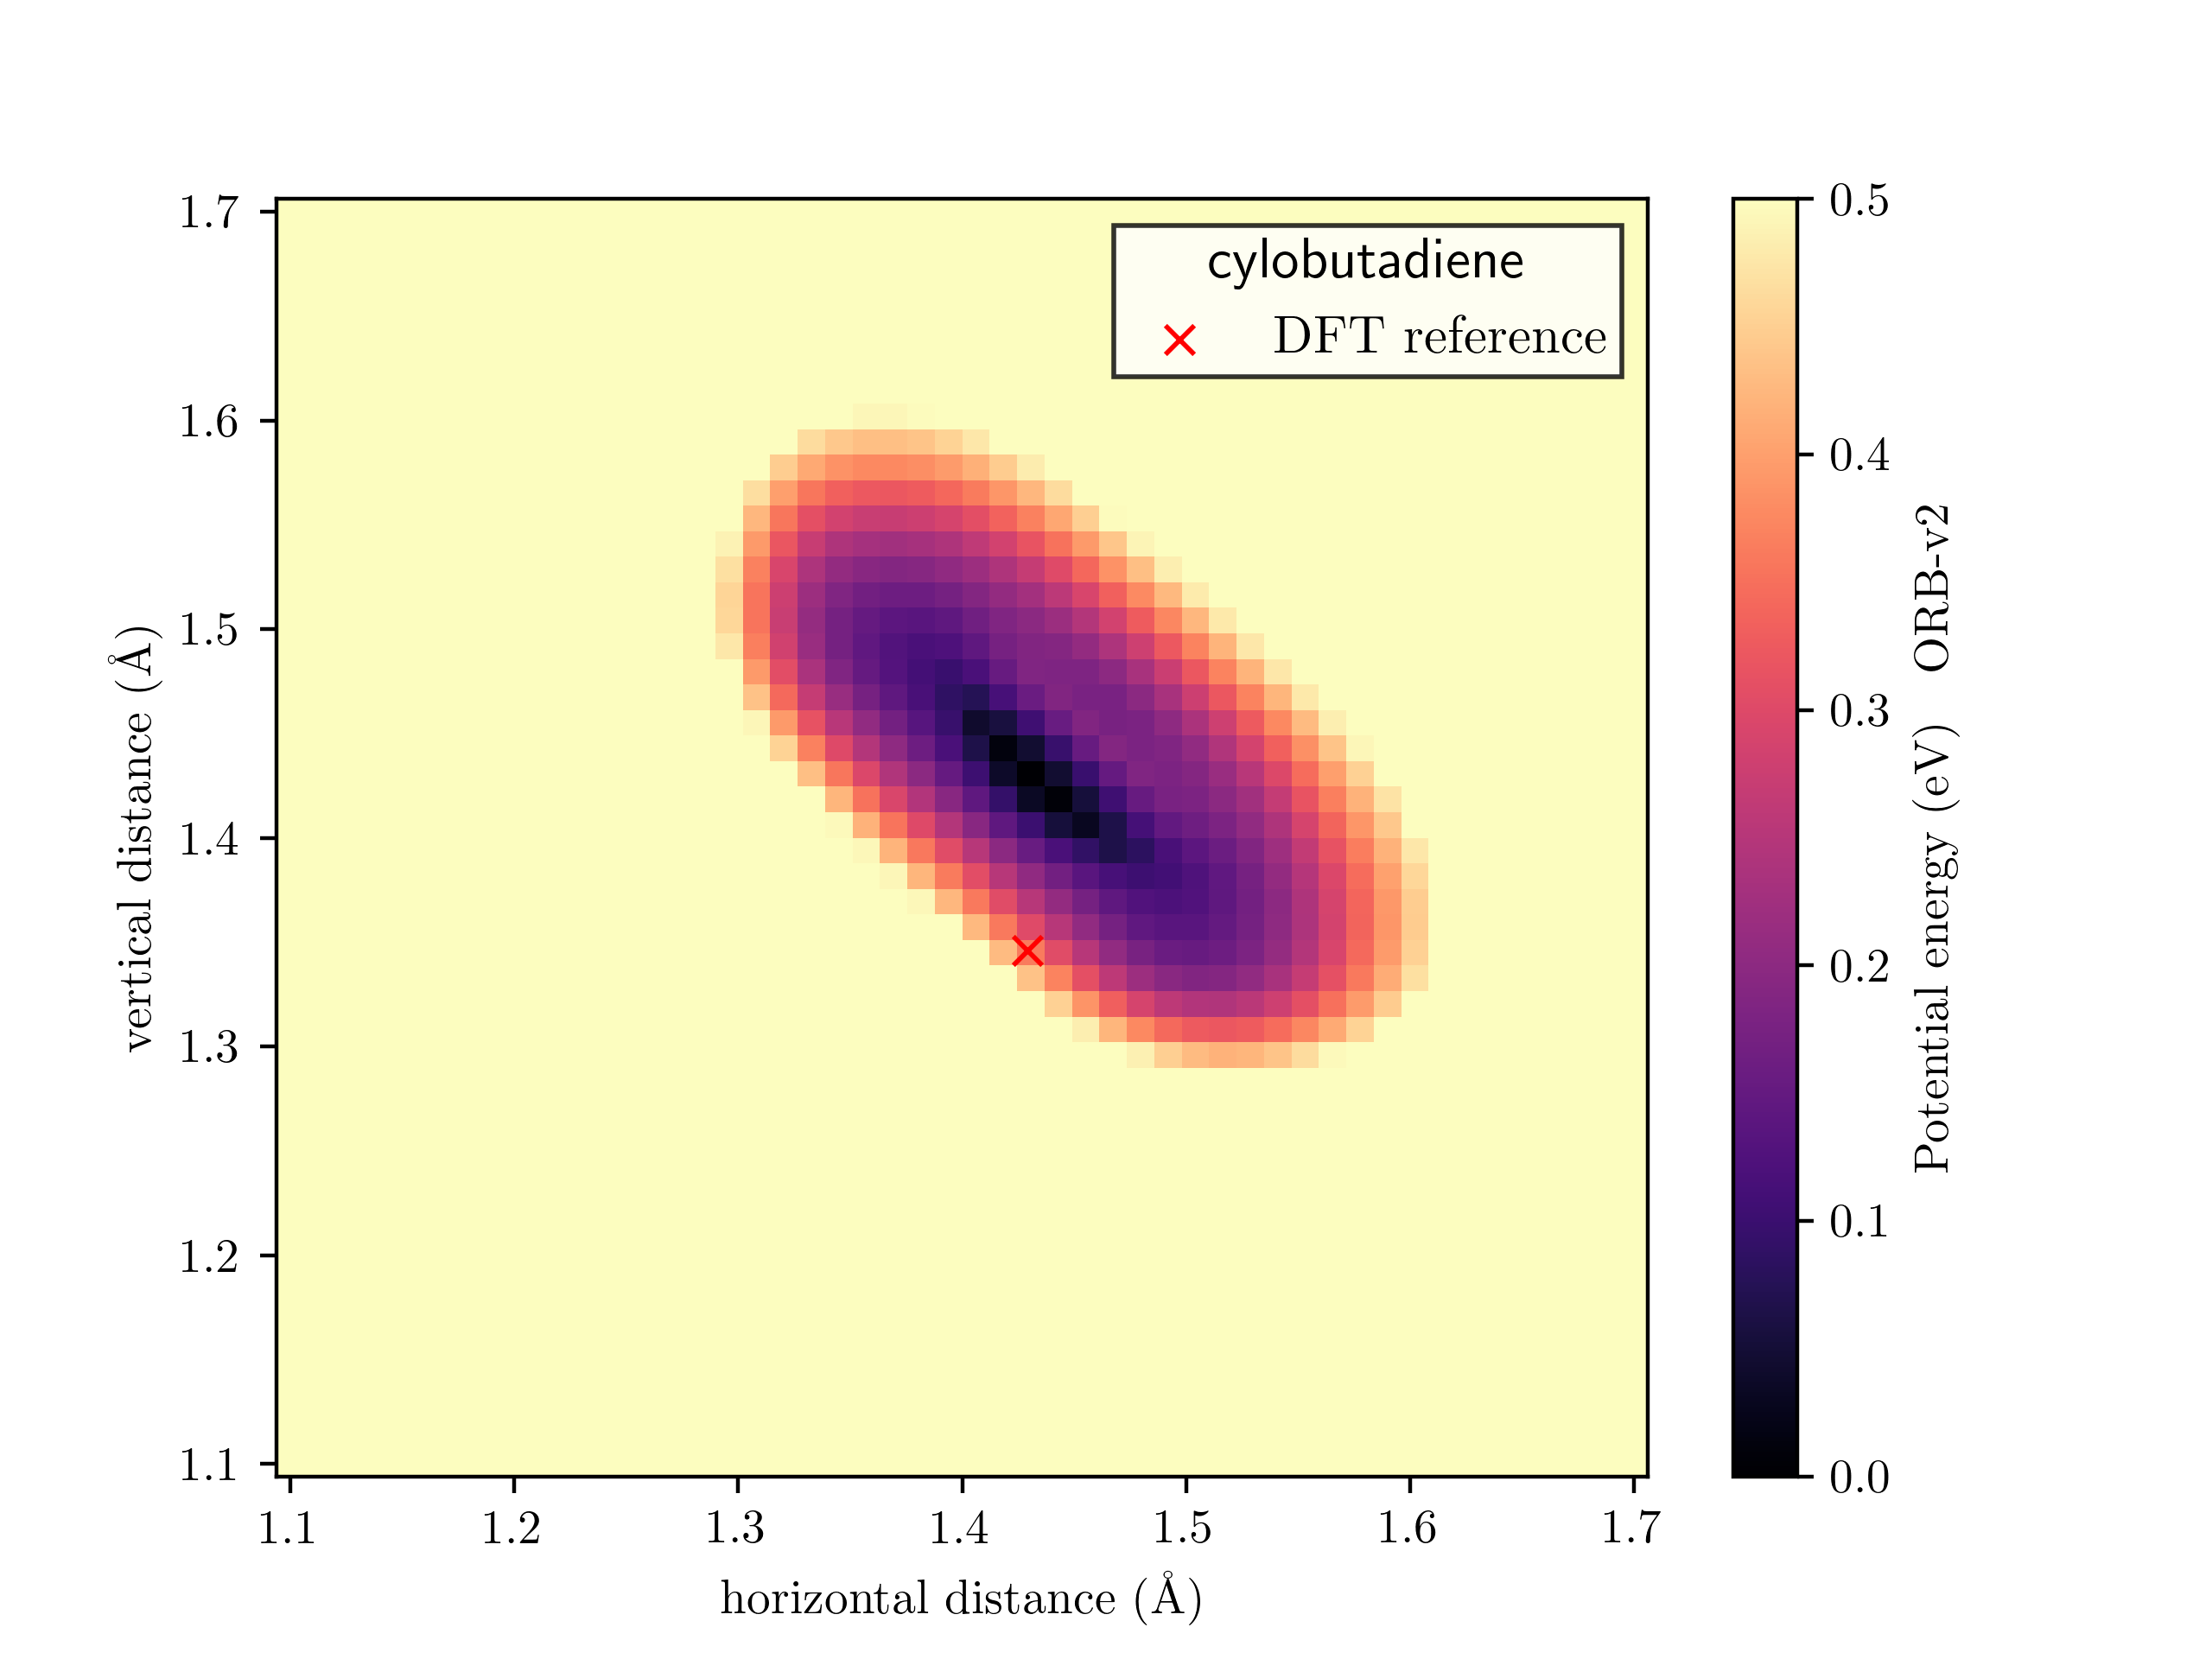 cylobutadiene
DFT reference
1.7
1.6
1.5
1.4
1.3
1.2
1.1
vertical distance (Å)
1.1 1.2 1.3 1.4 1.5 1.6 1.7
horizontal distance (Å)
0.5
0.4
0.3
0.2
0.1
0.0
Potential energy (eV) ORB-v2